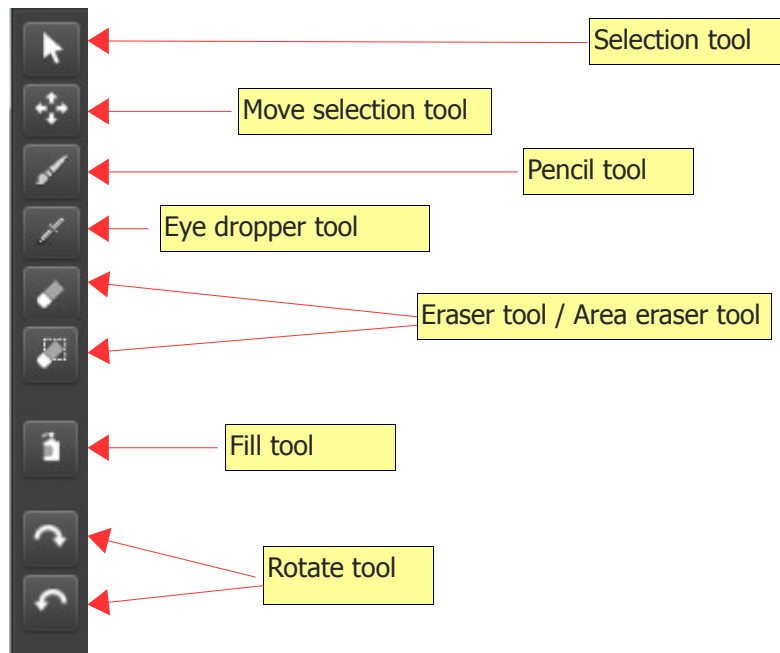 Selection tool
Move selection tool
Pencil tool
Eye dropper tool
Eraser tool / Area eraser tool
Fill tool
Rotate tool